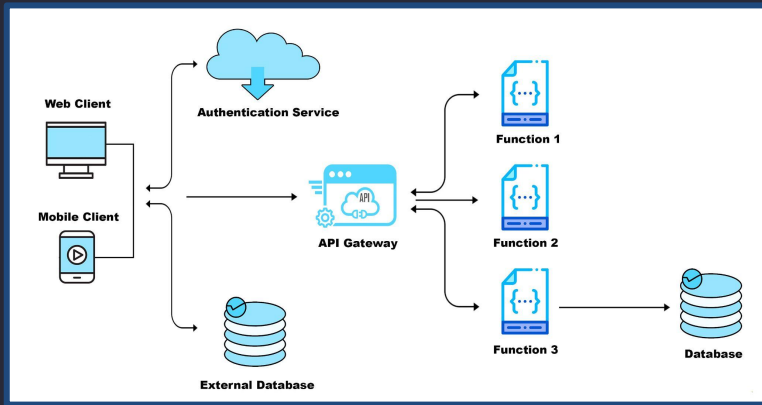 Web Client
Authentication Service
Mobile Client
API
API Gateway
External Database
{...}
Function 1
{...}
Function 2
{...}
Function 3
Database